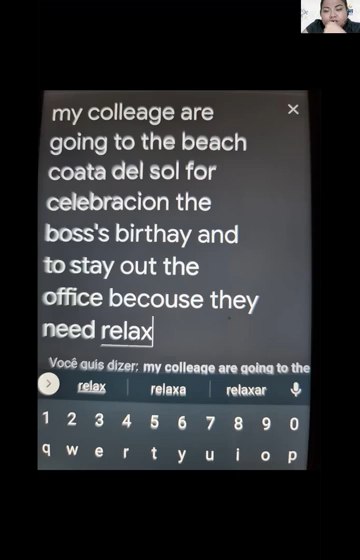 my colleage are
going to the beach
coata del sol for
celebracion the
boss's birthay and
to stay out the
office becouse they
need relax
Você quis dizer: my colleage are going to the
relax relaxa relaxar
1 2 3 4 5 6 7 8 9 0
q w e r t y u i o p